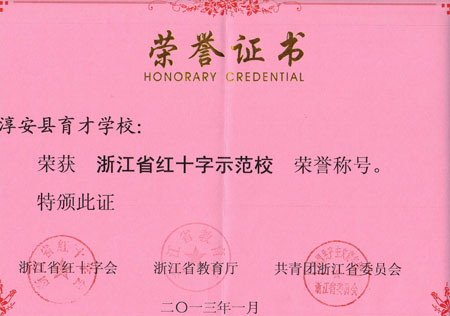 荣誉证书
HONORARY CREDENTIAL
淳安县育才学校：
荣获 浙江省红十字示范校 荣誉称号。
特颁此证
浙江省红十字会 浙江省教育厅 共青团浙江省委员会
二〇一三年一月